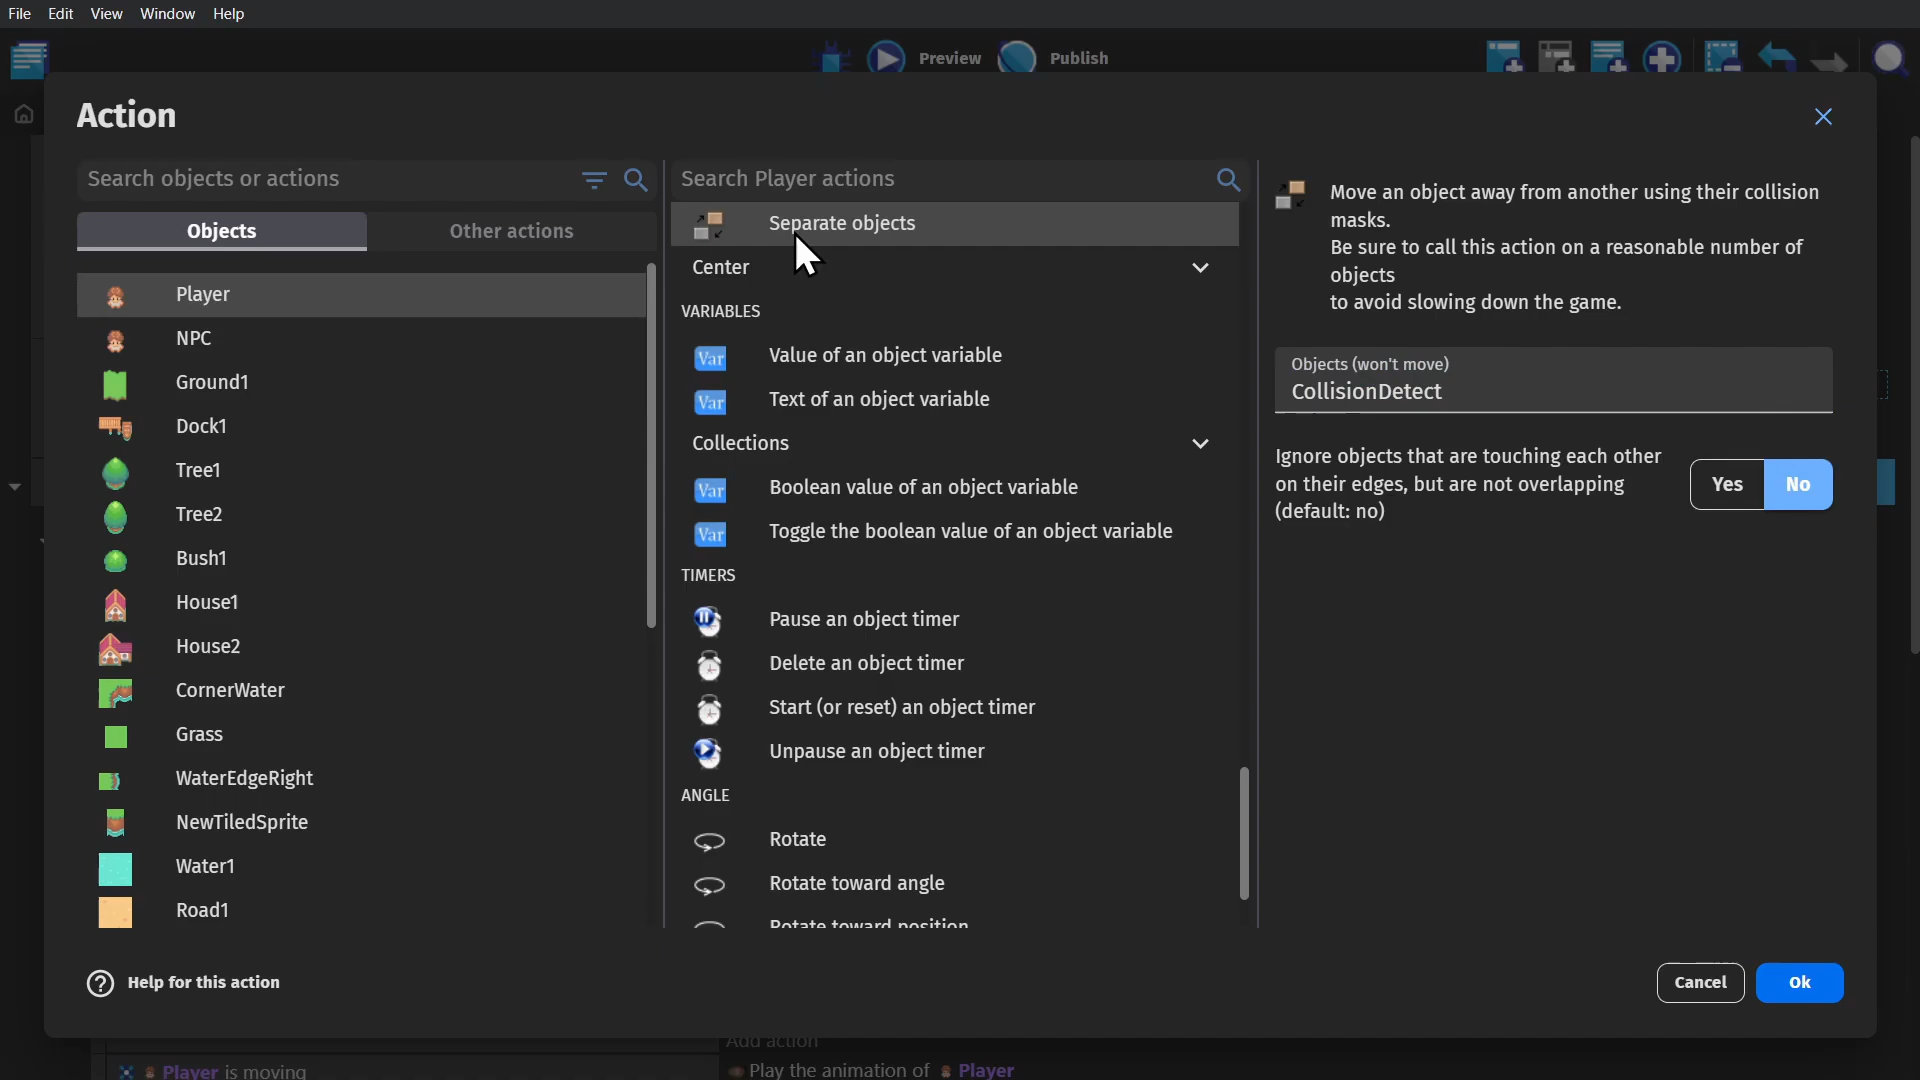 File Edit View Window Help
Preview Publish
Action
Search objects or actions
Objects Other actions
Player
NPC
Ground1
Dock1
Tree1
Tree2
Bush1
House1
House2
CornerWater
Grass
WaterEdgeRight
NewTiledSprite
Water1
Road1
Search Player actions
Separate objects
Center
VARIABLES
Var Value of an object variable
Var Text of an object variable
Collections
Var Boolean value of an object variable
Var Toggle the boolean value of an object variable
TIMERS
Pause an object timer
Delete an object timer
Start (or reset) an object timer
Unpause an object timer
ANGLE
Rotate
Rotate toward angle
Rotate toward position
Move an object away from another using their collision
masks.
Be sure to call this action on a reasonable number of
objects
to avoid slowing down the game.
Objects (won't move)
CollisionDetect
Ignore objects that are touching each other
on their edges, but are not overlapping
(default: no)
Yes No
? Help for this action
Cancel Ok
Add action
Player is moving
Play the animation of Player